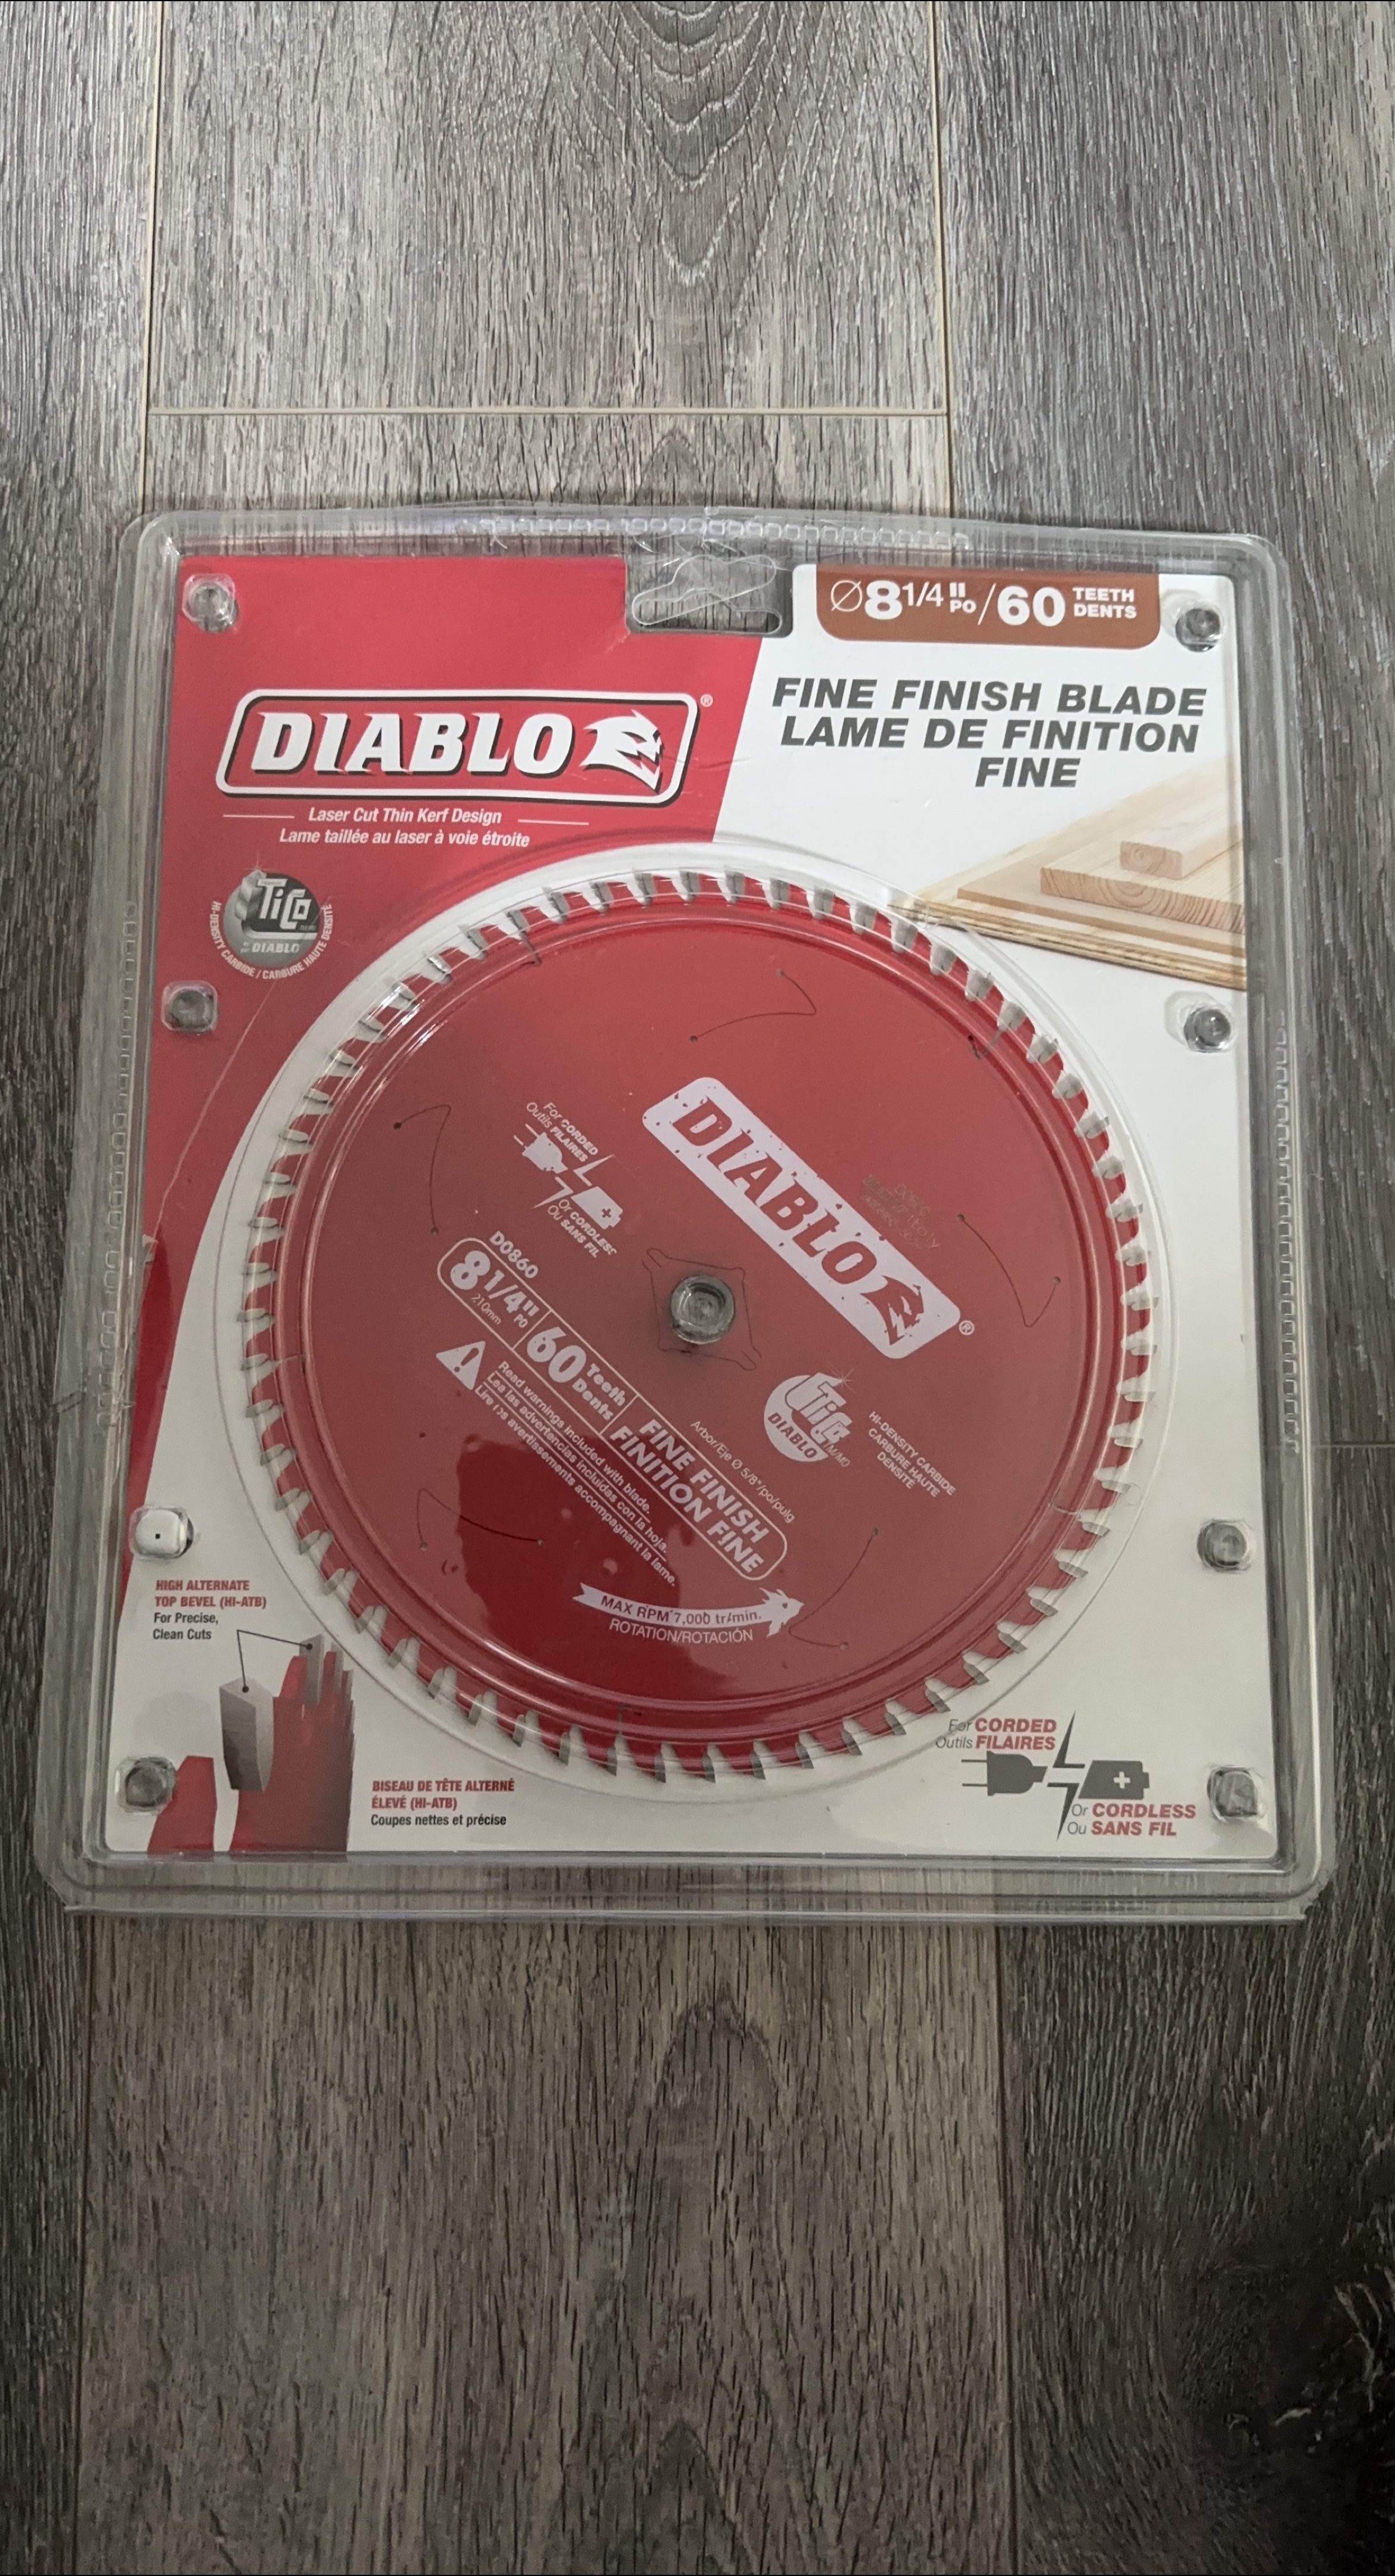 Ø8 1/4" PO / 60 TEETH DENTS
DIABLO®
FINE FINISH BLADE
LAME DE FINITION
FINE
Laser Cut Thin Kerf Design
Lame taillée au laser à voie étroite
TiCo
BY DIABLO
HI-DENSITY CARBIDE / CARBURE HAUTE DENSITÉ
For CORDED
Outils FILAIRES
Or CORDLESS
Ou SANS FIL
DIABLO®
D0860
8 1/4" PO
210mm
60 Teeth Dents
FINE FINISH
FINITION FINE
Read warnings included with blade.
Lea las advertencias incluidas con la hoja.
Lire les avertissements accompagnant la lame.
Arbor/Eje Ø 5/8"/po/pulg
TiCo
DIABLO
HI-DENSITY CARBIDE
CARBURE HAUTE
DENSITÉ
MAX RPM 7,000 tr/min.
ROTATION/ROTACIÓN
HIGH ALTERNATE
TOP BEVEL (HI-ATB)
For Precise,
Clean Cuts
BISEAU DE TÊTE ALTERNÉ
ÉLEVÉ (HI-ATB)
Coupes nettes et précise
For CORDED
Outils FILAIRES
Or CORDLESS
Ou SANS FIL